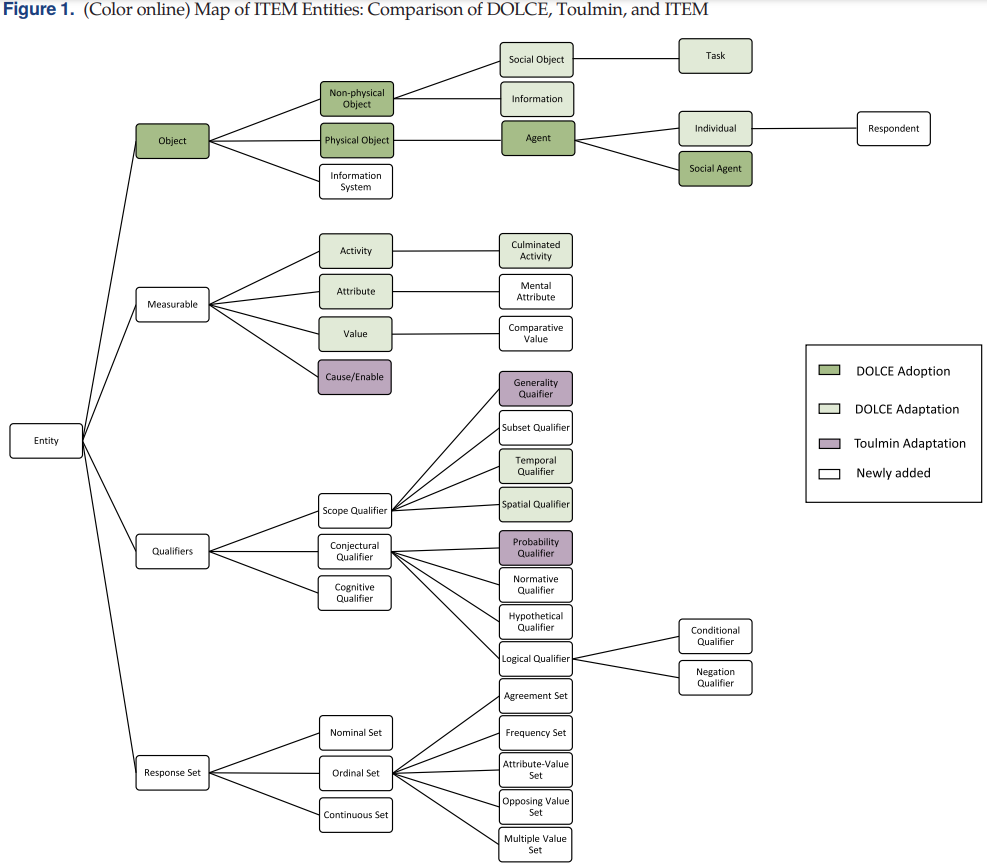 Figure 1. (Color online) Map of ITEM Entities: Comparison of DOLCE, Toulmin, and ITEM
Social Object
Task
Non-physical
Object
Information
Object
Physical Object
Agent
Individual
Respondent
Social Agent
Information
System
Activity
Culminated
Activity
Measurable
Attribute
Mental
Attribute
Value
Comparative
Value
Cause/Enable
Generality
Quaifier
Subset Qualifier
Entity
Temporal
Qualifier
Scope Qualifier
Spatial Qualifier
Qualifiers
Conjectural
Qualifier
Probability
Qualifier
Cognitive
Qualifier
Normative
Qualifier
Hypothetical
Qualifier
Logical Qualifier
Conditional
Qualifier
Negation
Qualifier
Response Set
Nominal Set
Ordinal Set
Continuous Set
Agreement Set
Frequency Set
Attribute-Value
Set
Opposing Value
Set
Multiple Value
Set
DOLCE Adoption
DOLCE Adaptation
Toulmin Adaptation
Newly added